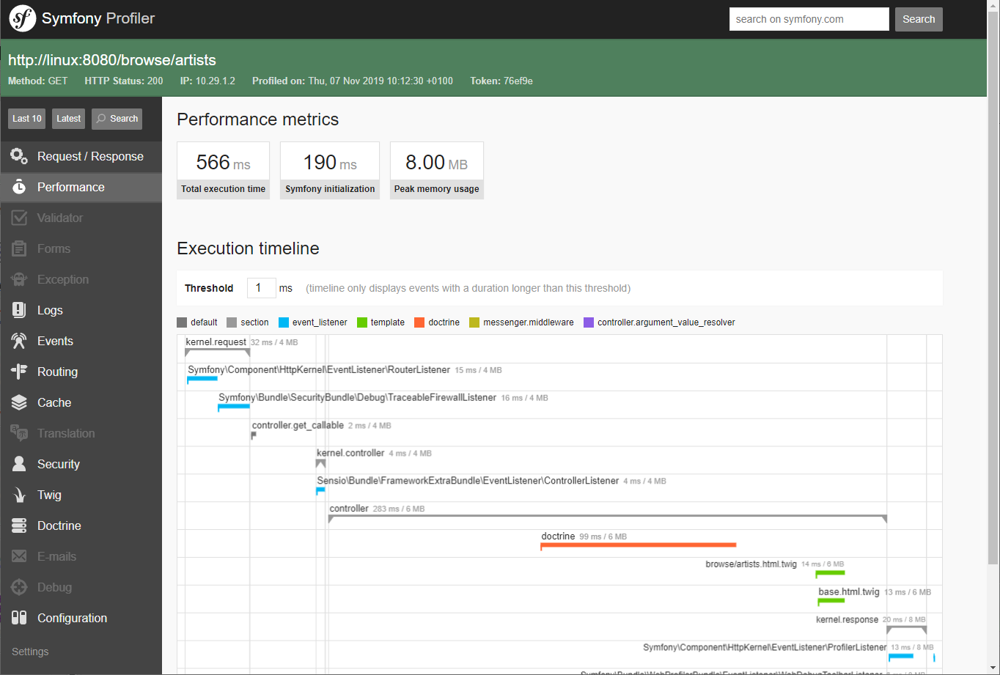 sf Symfony Profiler
search on symfony.com Search
http://linux:8080/browse/artists
Method: GET HTTP Status: 200 IP: 10.29.1.2 Profiled on: Thu, 07 Nov 2019 10:12:30 +0100 Token: 76ef9e
Last 10 Latest Search
Request / Response
Performance
Validator
Forms
Exception
Logs
Events
Routing
Cache
Translation
Security
Twig
Doctrine
E-mails
Debug
Configuration
Settings
Performance metrics
566 ms
Total execution time
190 ms
Symfony initialization
8.00 MB
Peak memory usage
Execution timeline
Threshold 1 ms (timeline only displays events with a duration longer than this threshold)
default section event_listener template doctrine messenger.middleware controller.argument_value_resolver
kernel.request 32 ms / 4 MB
Symfony\Component\HttpKernel\EventListener\RouterListener 15 ms / 4 MB
Symfony\Bundle\SecurityBundle\Debug\TraceableFirewallListener 16 ms / 4 MB
controller.get_callable 2 ms / 4 MB
kernel.controller 4 ms / 4 MB
Sensio\Bundle\FrameworkExtraBundle\EventListener\ControllerListener 4 ms / 4 MB
controller 283 ms / 6 MB
doctrine 99 ms / 6 MB
browse/artists.html.twig 14 ms / 6 MB
base.html.twig 13 ms / 6 MB
kernel.response 20 ms / 8 MB
Symfony\Component\HttpKernel\EventListener\ProfilerListener 13 ms / 8 MB
Symfony\Bundle\WebProfilerBundle\EventListener\WebDebugToolbarListener